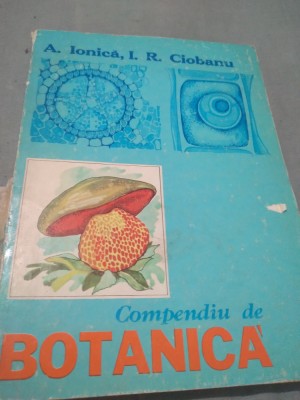 A. Ionică, I. R. Ciobanu
Compendiu de
BOTANICĂ